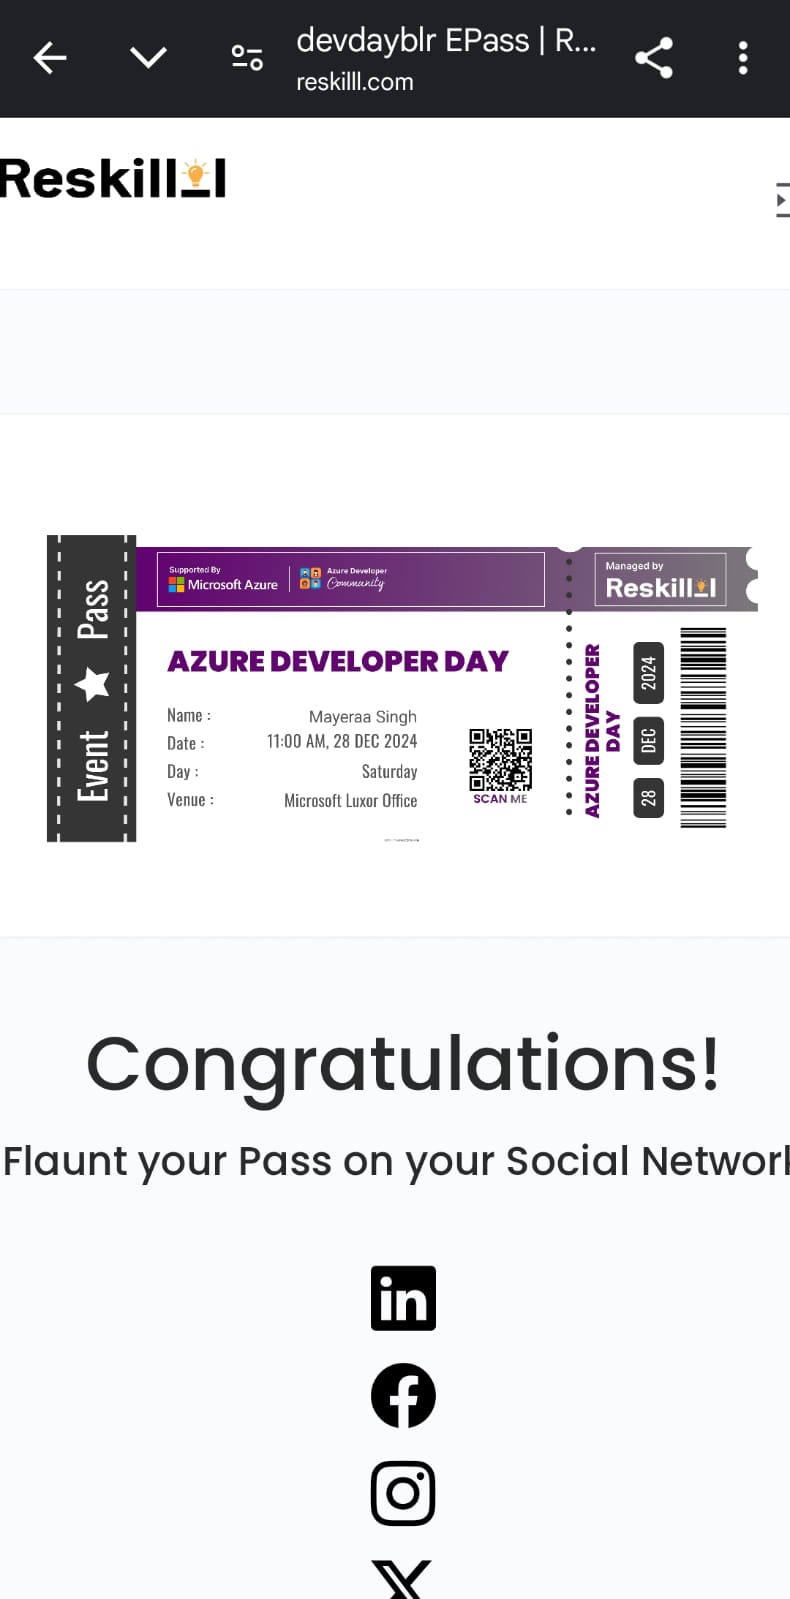 devdayblr EPass | R...
reskilll.com
Reskilll
Event ★ Pass
Supported By
Microsoft Azure
Azure Developer
Community
Managed by
Reskilll
AZURE DEVELOPER DAY
Name : Mayeraa Singh
Date : 11:00 AM, 28 DEC 2024
Day : Saturday
Venue : Microsoft Luxor Office
SCAN ME
AZURE DEVELOPER
DAY
28 DEC 2024
Congratulations!
Flaunt your Pass on your Social Network